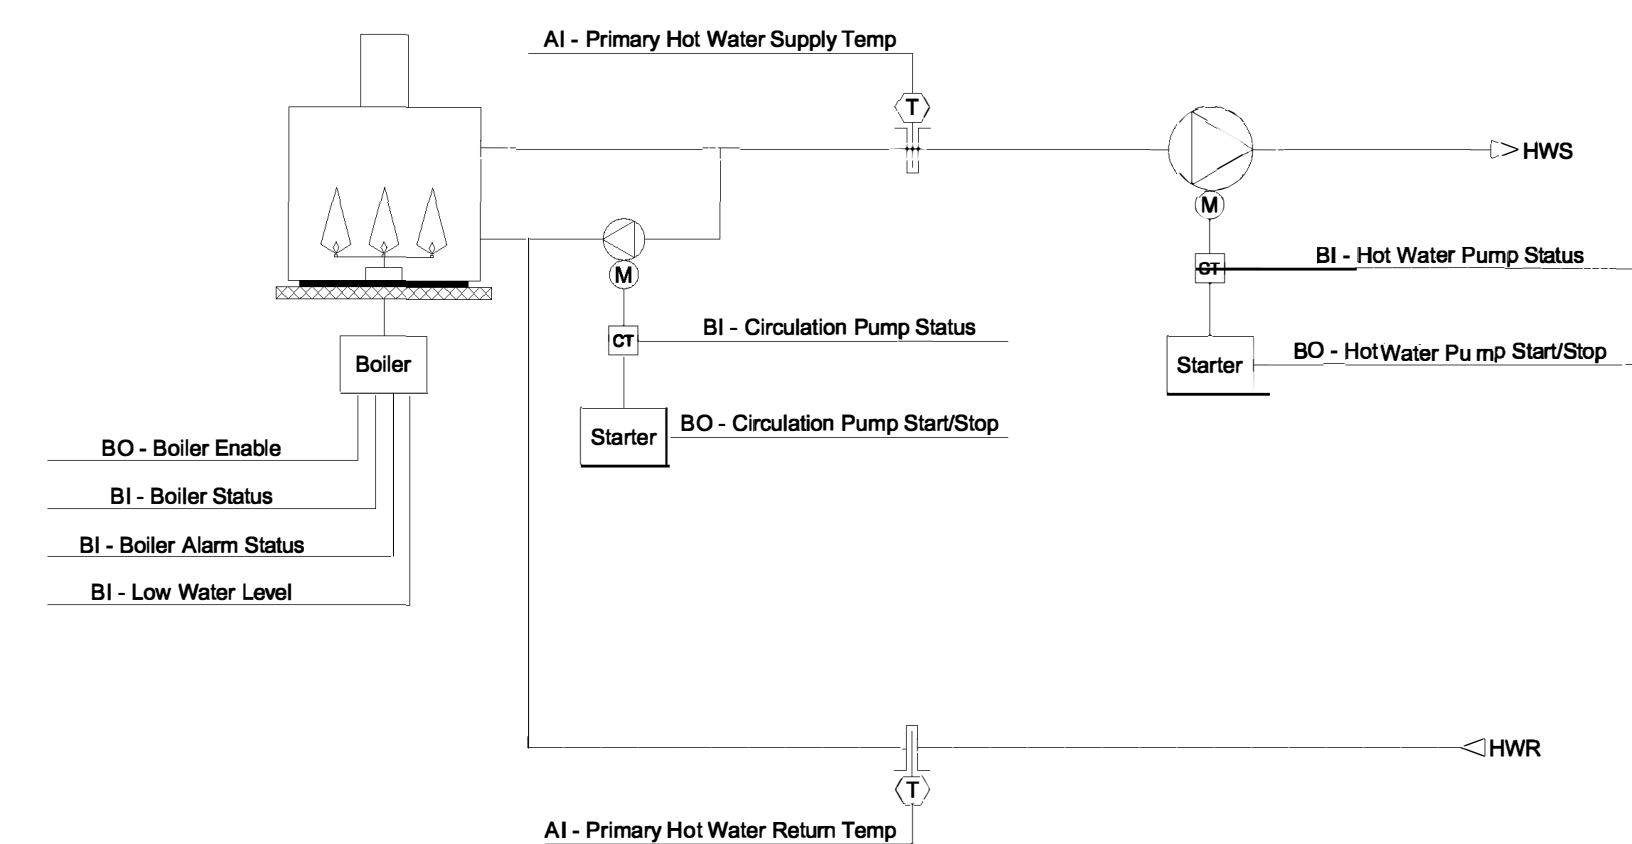 AI - Primary Hot Water Supply Temp
T
HWS
M
M
CT
BI - Hot Water Pump Status
CT
BI - Circulation Pump Status
Boiler
Starter
BO - Hot Water Pump Start/Stop
Starter
BO - Circulation Pump Start/Stop
BO - Boiler Enable
BI - Boiler Status
BI - Boiler Alarm Status
BI - Low Water Level
HWR
T
AI - Primary Hot Water Return Temp